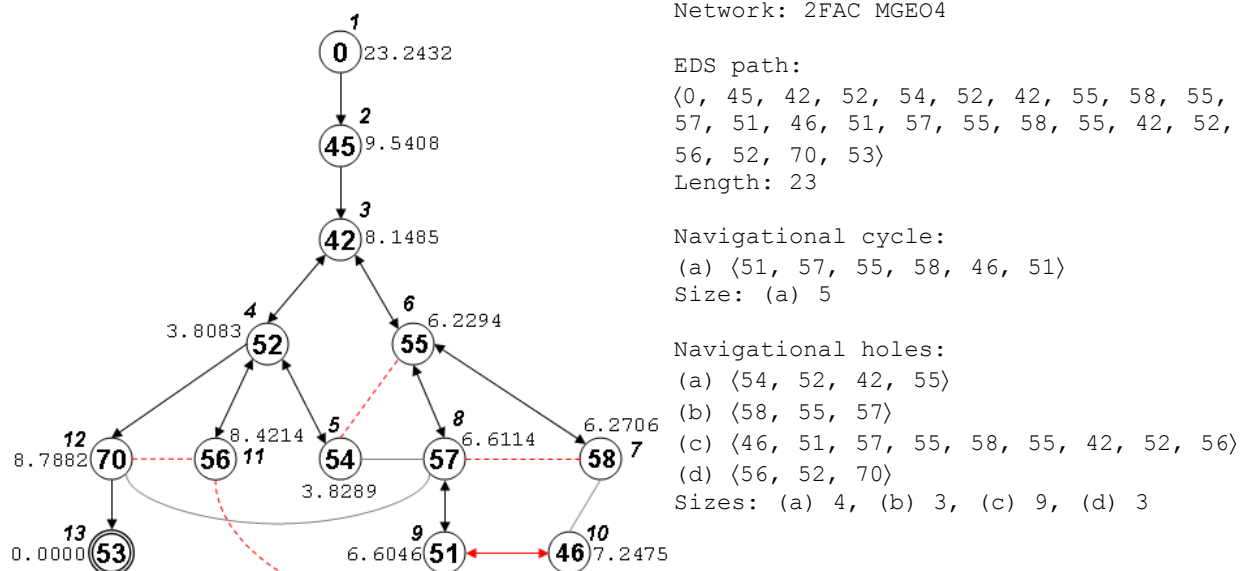 1
0 23.2432
2
45 9.5408
3
42 8.1485
4
6
3.8083 52
55 6.2294
12
5
8
6.2706
8.7882 70
56 8.4214 11
54
57 6.6114
58 7
3.8289
13
9
10
0.0000 53
6.6046 51
46 7.2475
Network: 2FAC MGEO4
EDS path:
⟨0, 45, 42, 52, 54, 52, 42, 55, 58, 55,
57, 51, 46, 51, 57, 55, 58, 55, 42, 52,
56, 52, 70, 53⟩
Length: 23
Navigational cycle:
(a) ⟨51, 57, 55, 58, 46, 51⟩
Size: (a) 5
Navigational holes:
(a) ⟨54, 52, 42, 55⟩
(b) ⟨58, 55, 57⟩
(c) ⟨46, 51, 57, 55, 58, 55, 42, 52, 56⟩
(d) ⟨56, 52, 70⟩
Sizes: (a) 4, (b) 3, (c) 9, (d) 3